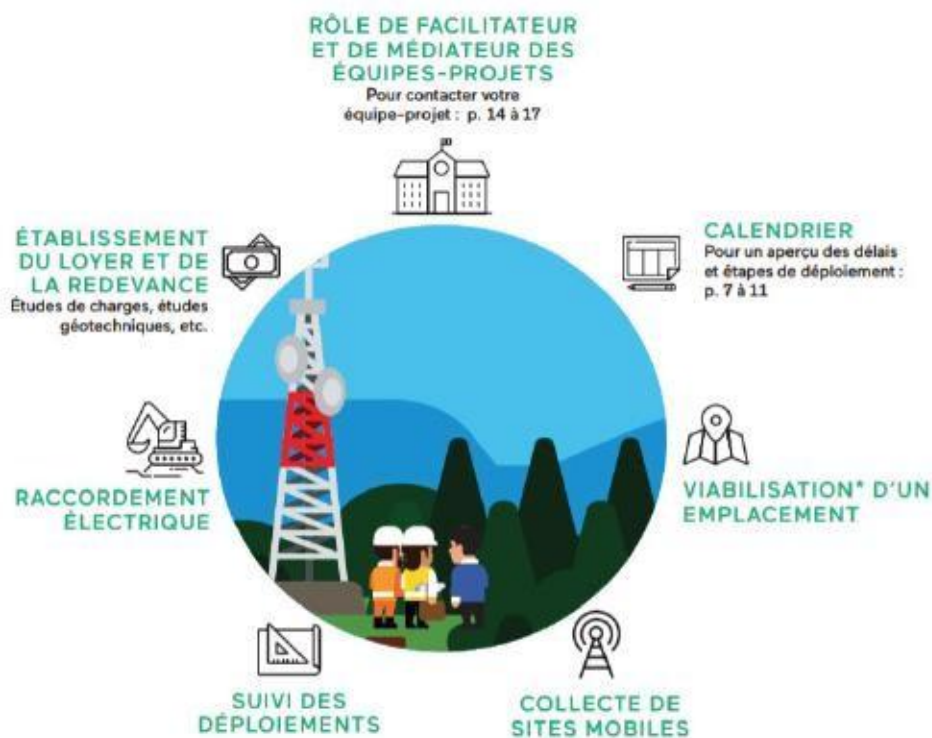 RÔLE DE FACILITATEUR
ET DE MÉDIATEUR DES
ÉQUIPES-PROJETS
Pour contacter votre
équipe-projet : p. 14 à 17
ÉTABLISSEMENT
DU LOYER ET DE
LA REDEVANCE
Études de charges, études
géotechniques, etc.
CALENDRIER
Pour un aperçu des délais
et étapes de déploiement :
p. 7 à 11
RACCORDEMENT
ÉLECTRIQUE
VIABILISATION* D'UN
EMPLACEMENT
SUIVI DES
DÉPLOIEMENTS
COLLECTE DE
SITES MOBILES